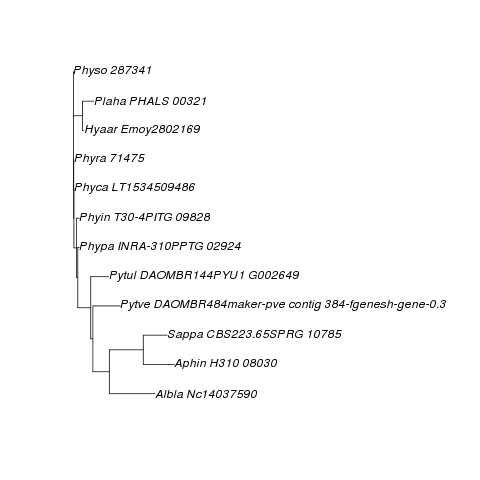 Physo 287341
Plaha PHALS 00321
Hyaar Emoy2802169
Phyra 71475
Phyca LT1534509486
Phyin T30-4PITG 09828
Phypa INRA-310PPTG 02924
Pytul DAOMBR144PYU1 G002649
Pytve DAOMBR484maker-pve contig 384-fgenesh-gene-0.3
Sappa CBS223.65SPRG 10785
Aphin H310 08030
Albla Nc14037590